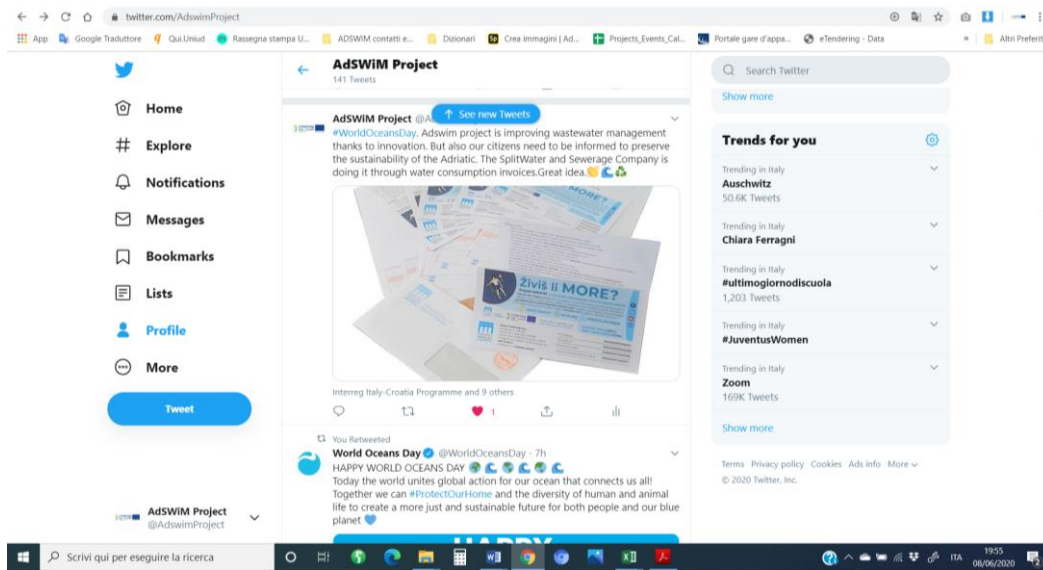 twitter.com/AdswimProject
App
Google Traduttore
Qui.Uniud
Rassegna stampa U...
ADSWIM contatti e...
Dizionari
Crea immagini | Ad...
Projects_Events_Cal...
Portale gare d'appa...
eTendering - Data
»
Altri Preferit
Home
Explore
Notifications
Messages
Bookmarks
Lists
Profile
More
Tweet
AdSWiM Project
@AdswimProject
AdSWiM Project
141 Tweets
See new Tweets
AdSWiM Project @A
#WorldOceansDay. Adswim project is improving wastewater management
thanks to innovation. But also our citizens need to be informed to preserve
the sustainability of the Adriatic. The SplitWater and Sewerage Company is
doing it through water consumption invoices.Great idea.👏🌊♻️
Živiš li MORE?
Interreg Italy-Croatia Programme and 9 others
1
You Retweeted
World Oceans Day @WorldOceansDay · 7h
HAPPY WORLD OCEANS DAY 🌍 🌊 🌎 🌊 🌏 🌊
Today the world unites global action for our ocean that connects us all!
Together we can #ProtectOurHome and the diversity of human and animal
life to create a more just and sustainable future for both people and our blue
planet 💙
HAPPY
Search Twitter
Show more
Trends for you
Trending in Italy
Auschwitz
50.6K Tweets
Trending in Italy
Chiara Ferragni
Trending in Italy
#ultimogiornodiscuola
1,203 Tweets
Trending in Italy
#JuventusWomen
Trending in Italy
Zoom
169K Tweets
Show more
Terms Privacy policy Cookies Ads info More
© 2020 Twitter, Inc.
Scrivi qui per eseguire la ricerca
ITA
19:55
08/06/2020